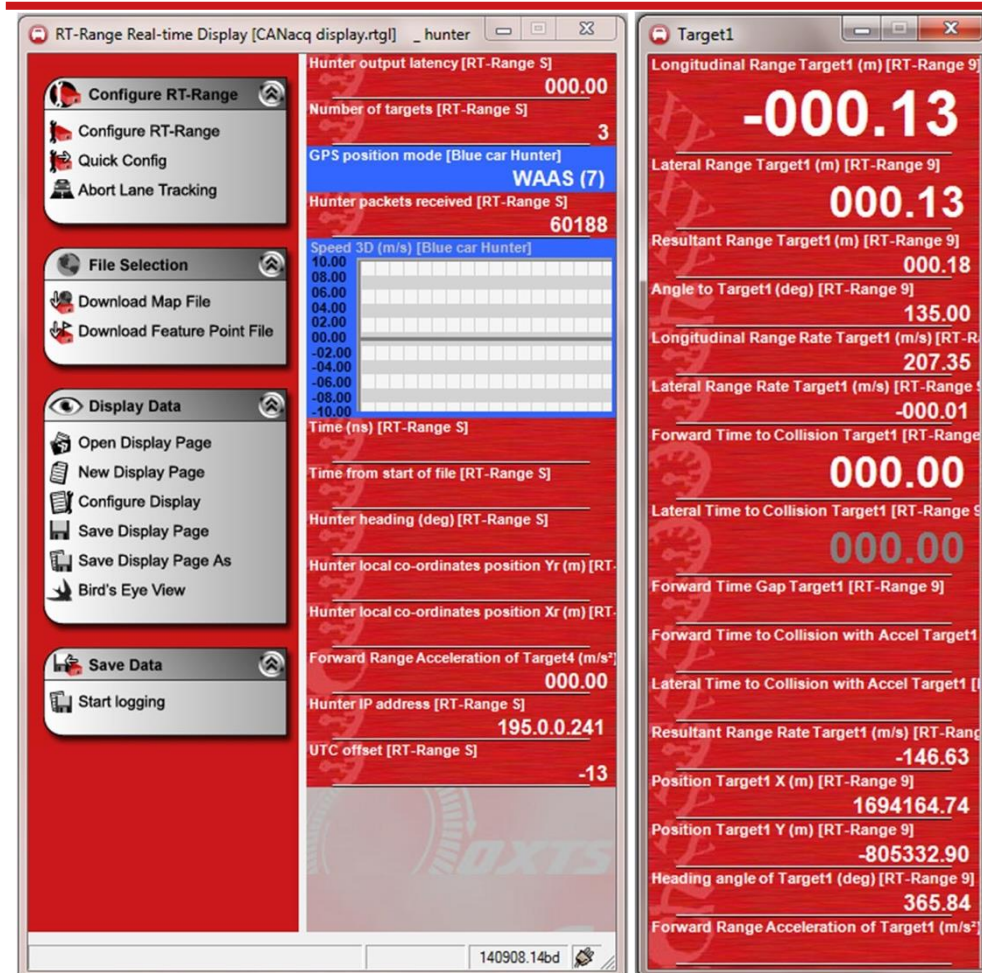 RT-Range Real-time Display [CANacq display.rtgl] _ hunter
Configure RT-Range
Configure RT-Range
Quick Config
Abort Lane Tracking
File Selection
Download Map File
Download Feature Point File
Display Data
Open Display Page
New Display Page
Configure Display
Save Display Page
Save Display Page As
Bird's Eye View
Save Data
Start logging
Hunter output latency [RT-Range S]
000.00
Number of targets [RT-Range S]
3
GPS position mode [Blue car Hunter]
WAAS (7)
Hunter packets received [RT-Range S]
60188
Speed 3D (m/s) [Blue car Hunter]
10.00
08.00
06.00
04.00
02.00
00.00
-02.00
-04.00
-06.00
-08.00
-10.00
Time (ns) [RT-Range S]
Time from start of file [RT-Range S]
Hunter heading (deg) [RT-Range S]
Hunter local co-ordinates position Yr (m) [RT-
Hunter local co-ordinates position Xr (m) [RT-
Forward Range Acceleration of Target4 (m/s²)
000.00
Hunter IP address [RT-Range S]
195.0.0.241
UTC offset [RT-Range S]
-13
OXTS
140908.14bd
Target1
Longitudinal Range Target1 (m) [RT-Range 9]
-000.13
Lateral Range Target1 (m) [RT-Range 9]
000.13
Resultant Range Target1 (m) [RT-Range 9]
000.18
Angle to Target1 (deg) [RT-Range 9]
135.00
Longitudinal Range Rate Target1 (m/s) [RT-R
207.35
Lateral Range Rate Target1 (m/s) [RT-Range
-000.01
Forward Time to Collision Target1 [RT-Range
000.00
Lateral Time to Collision Target1 [RT-Range 9
000.00
Forward Time Gap Target1 [RT-Range 9]
Forward Time to Collision with Accel Target1
Lateral Time to Collision with Accel Target1 [
Resultant Range Rate Target1 (m/s) [RT-Rang
-146.63
Position Target1 X (m) [RT-Range 9]
1694164.74
Position Target1 Y (m) [RT-Range 9]
-805332.90
Heading angle of Target1 (deg) [RT-Range 9]
365.84
Forward Range Acceleration of Target1 (m/s²)